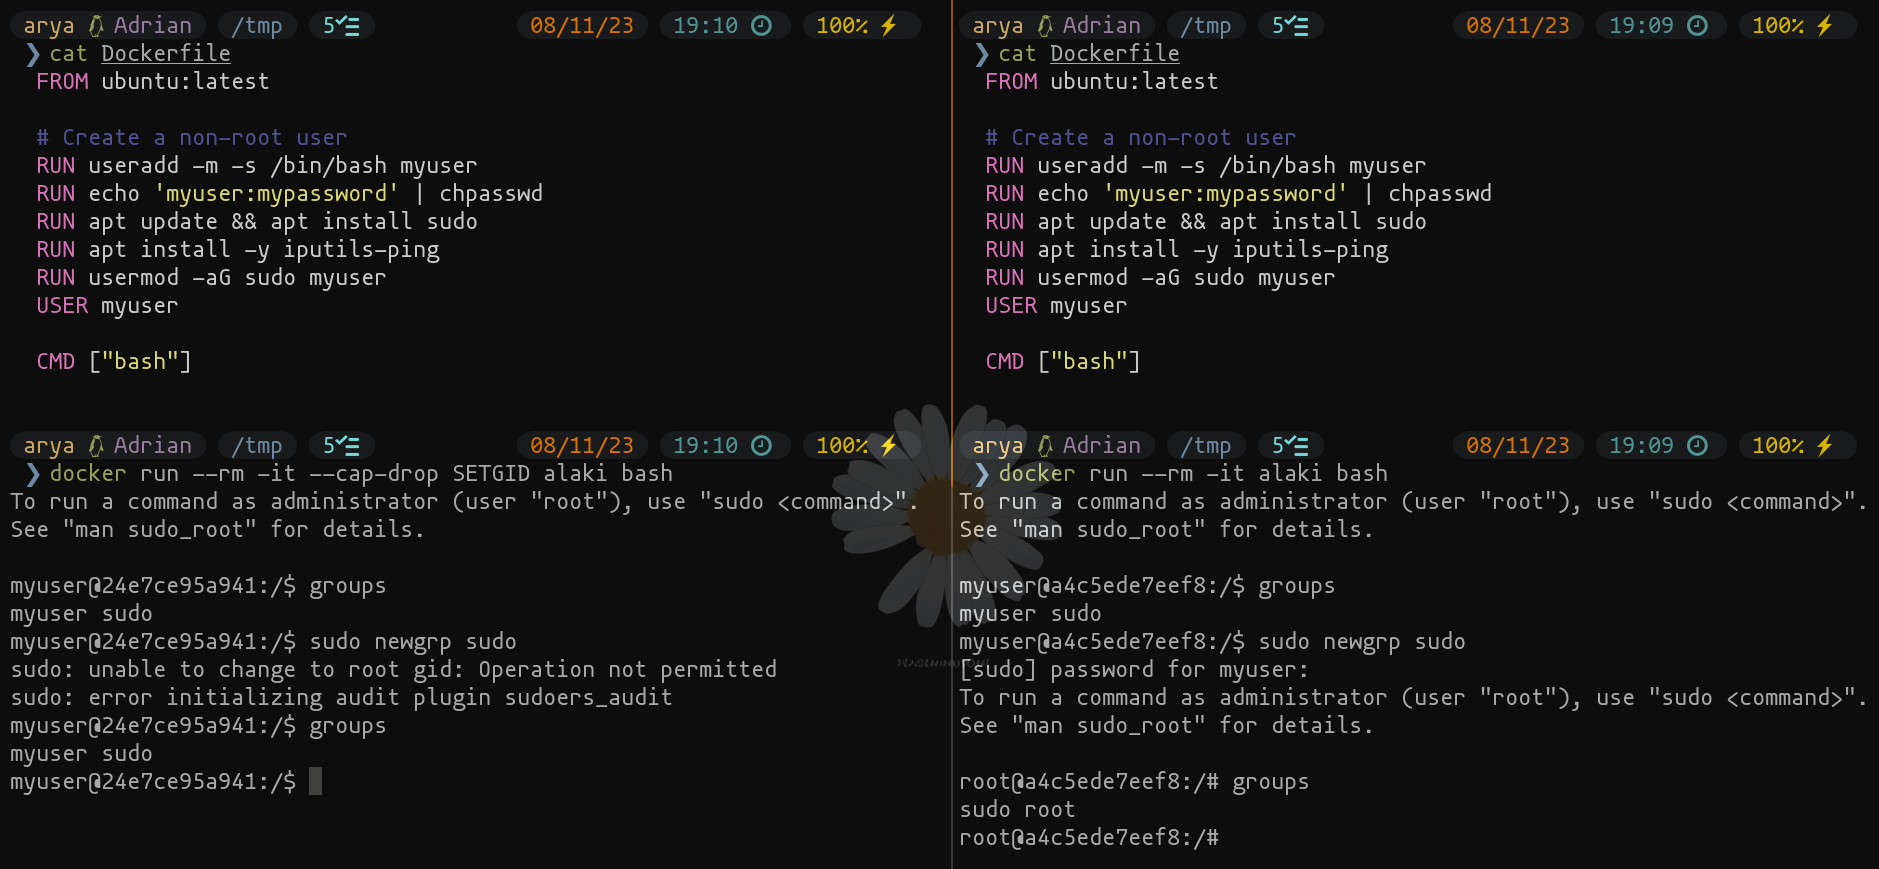 arya Adrian /tmp 5 08/11/23 19:10 100%
❯ cat Dockerfile
FROM ubuntu:latest
# Create a non-root user
RUN useradd -m -s /bin/bash myuser
RUN echo 'myuser:mypassword' | chpasswd
RUN apt update && apt install sudo
RUN apt install -y iputils-ping
RUN usermod -aG sudo myuser
USER myuser
CMD ["bash"]
arya Adrian /tmp 5 08/11/23 19:10 100%
❯ docker run --rm -it --cap-drop SETGID alaki bash
To run a command as administrator (user "root"), use "sudo <command>".
See "man sudo_root" for details.
myuser@24e7ce95a941:/$ groups
myuser sudo
myuser@24e7ce95a941:/$ sudo newgrp sudo
sudo: unable to change to root gid: Operation not permitted
sudo: error initializing audit plugin sudoers_audit
myuser@24e7ce95a941:/$ groups
myuser sudo
myuser@24e7ce95a941:/$
arya Adrian /tmp 5 08/11/23 19:09 100%
❯ cat Dockerfile
FROM ubuntu:latest
# Create a non-root user
RUN useradd -m -s /bin/bash myuser
RUN echo 'myuser:mypassword' | chpasswd
RUN apt update && apt install sudo
RUN apt install -y iputils-ping
RUN usermod -aG sudo myuser
USER myuser
CMD ["bash"]
arya Adrian /tmp 5 08/11/23 19:09 100%
❯ docker run --rm -it alaki bash
To run a command as administrator (user "root"), use "sudo <command>".
See "man sudo_root" for details.
myuser@a4c5ede7eef8:/$ groups
myuser sudo
myuser@a4c5ede7eef8:/$ sudo newgrp sudo
[sudo] password for myuser:
To run a command as administrator (user "root"), use "sudo <command>".
See "man sudo_root" for details.
root@a4c5ede7eef8:/# groups
sudo root
root@a4c5ede7eef8:/#